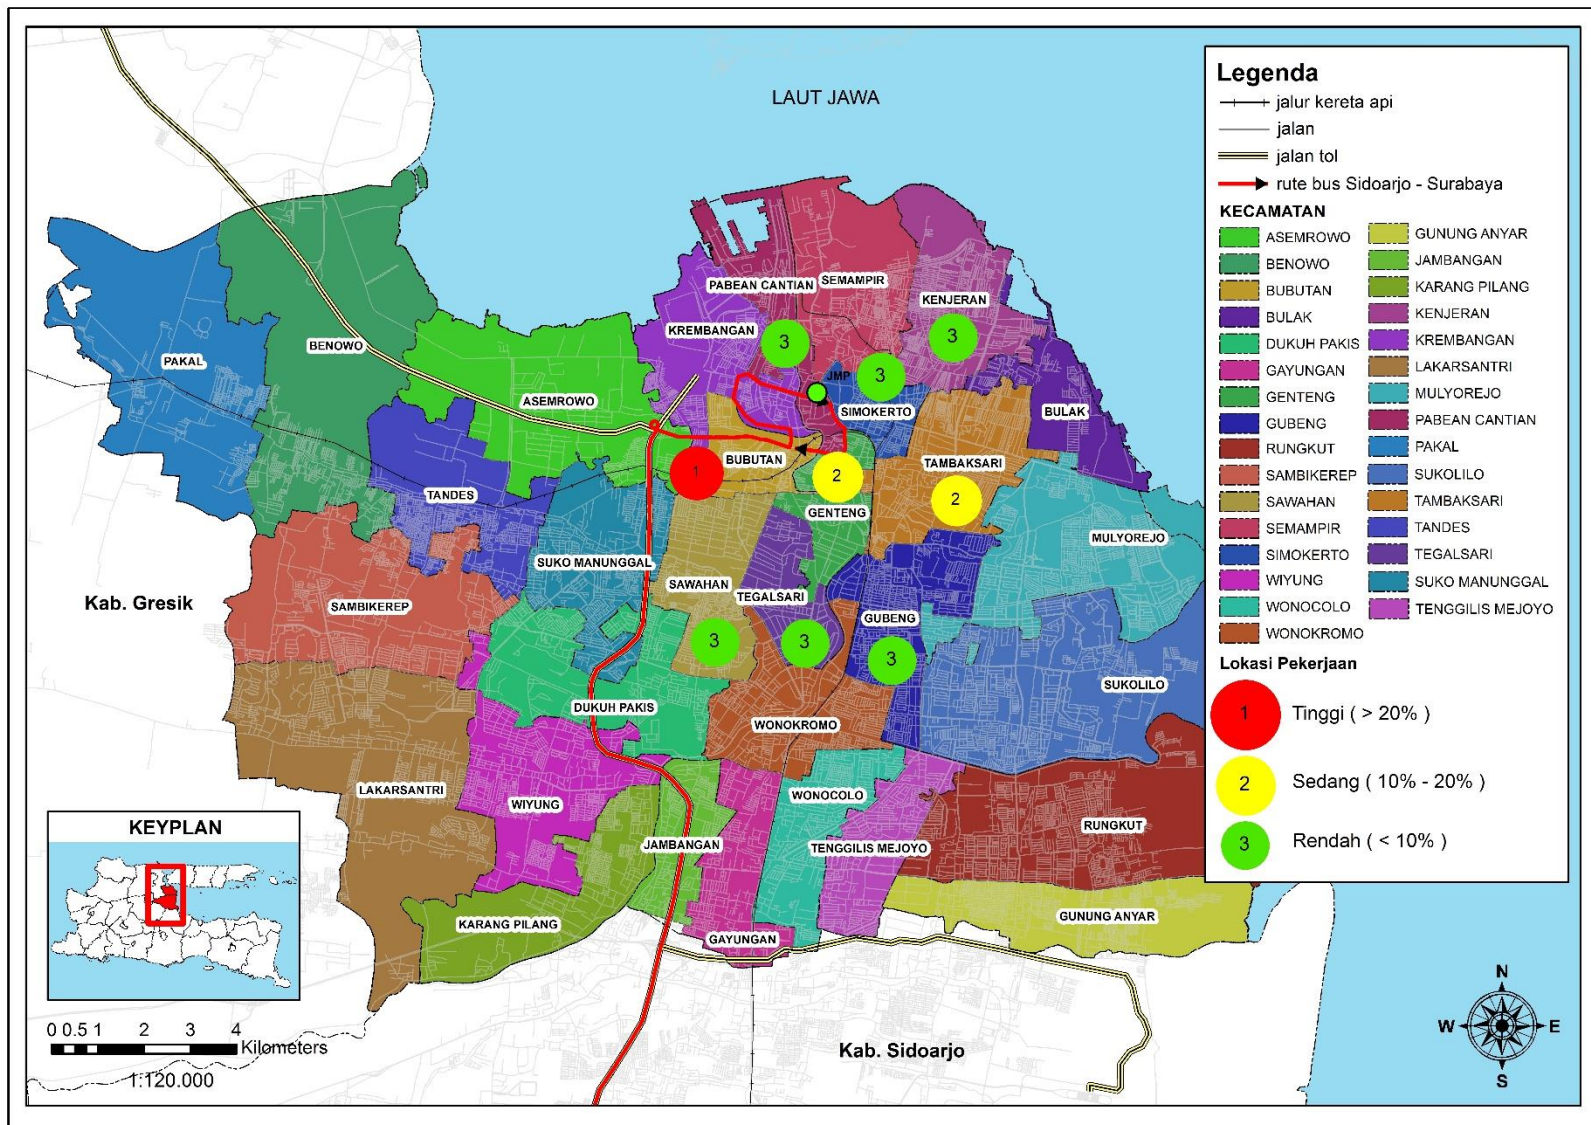 LAUT JAWA
PABEAN CANTIAN
SEMAMPIR
KENJERAN
KREMBANGAN
3
3
3
JMP
BENOWO
PAKAL
ASEMROWO
SIMOKERTO
BULAK
BUBUTAN
TAMBAKSARI
1
2
2
TANDES
GENTENG
MULYOREJO
SUKO MANUNGGAL
SAWAHAN
TEGALSARI
Kab. Gresik
SAMBIKEREP
GUBENG
3
3
3
SUKOLILO
DUKUH PAKIS
WONOKROMO
LAKARSANTRI
WIYUNG
WONOCOLO
RUNGKUT
JAMBANGAN
TENGGILIS MEJOYO
KARANG PILANG
GAYUNGAN
GUNUNG ANYAR
Kab. Sidoarjo
Legenda
jalur kereta api
jalan
jalan tol
rute bus Sidoarjo - Surabaya
KECAMATAN
ASEMROWO
BENOWO
BUBUTAN
BULAK
DUKUH PAKIS
GAYUNGAN
GENTENG
GUBENG
RUNGKUT
SAMBIKEREP
SAWAHAN
SEMAMPIR
SIMOKERTO
WIYUNG
WONOCOLO
WONOKROMO
GUNUNG ANYAR
JAMBANGAN
KARANG PILANG
KENJERAN
KREMBANGAN
LAKARSANTRI
MULYOREJO
PABEAN CANTIAN
PAKAL
SUKOLILO
TAMBAKSARI
TANDES
TEGALSARI
SUKO MANUNGGAL
TENGGILIS MEJOYO
Lokasi Pekerjaan
1 Tinggi ( > 20% )
2 Sedang ( 10% - 20% )
3 Rendah ( < 10% )
KEYPLAN
0 0.5 1 2 3 4
Kilometers
1:120.000
N
W E
S